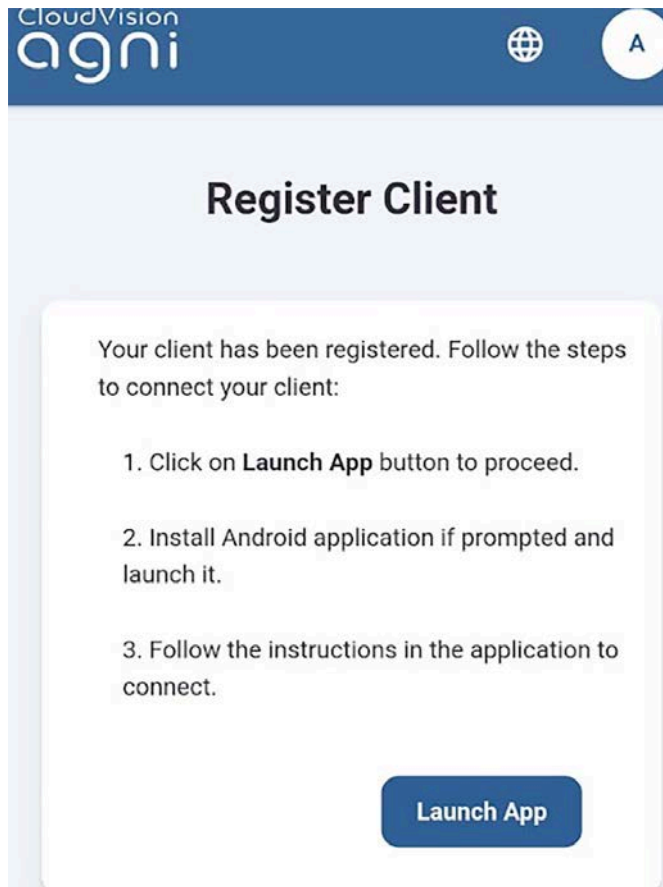 CloudVision
agni
A
Register Client
Your client has been registered. Follow the steps
to connect your client:
1. Click on Launch App button to proceed.
2. Install Android application if prompted and
launch it.
3. Follow the instructions in the application to
connect.
Launch App